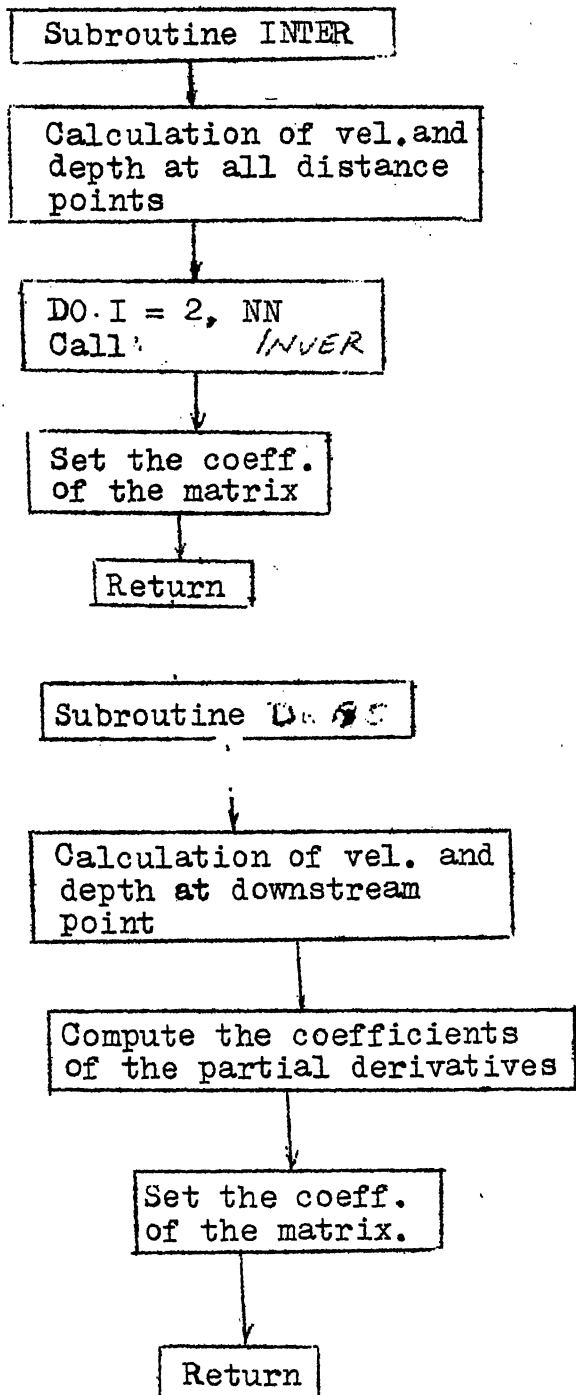 Subroutine INTER
Calculation of vel.and
depth at all distance
points
DO.I = 2, NN
Call INVER
Set the coeff.
of the matrix
Return
Subroutine
Calculation of vel. and
depth at downstream
point
Compute the coefficients
of the partial derivatives
Set the coeff.
of the matrix.
Return